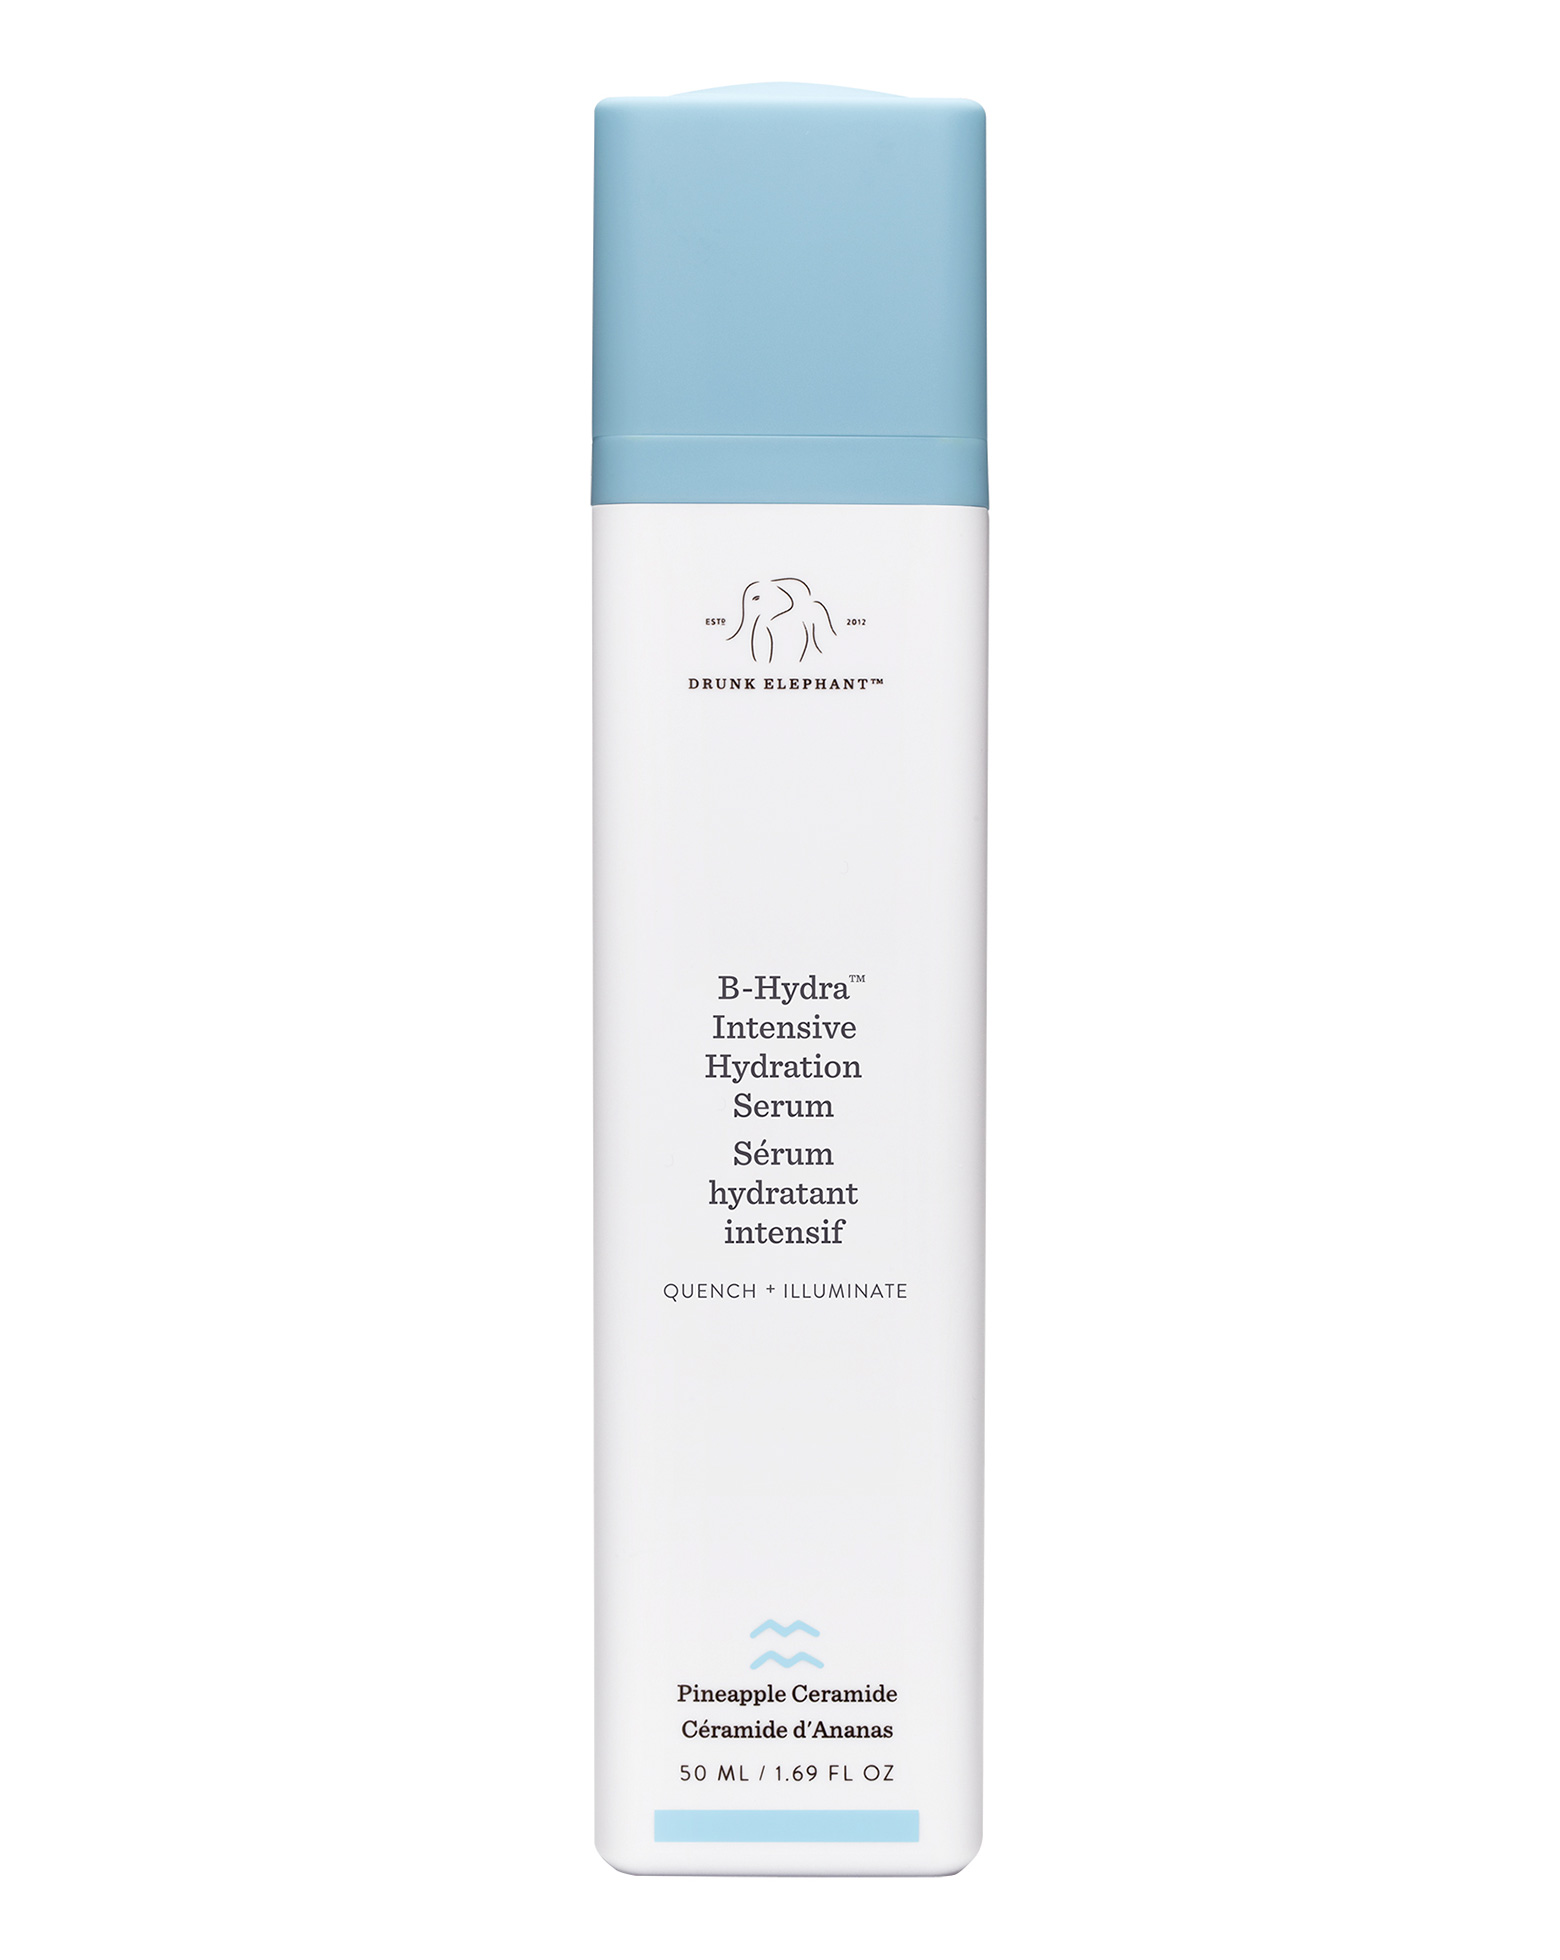 ESTD 2012
DRUNK ELEPHANT™
B-Hydra™
Intensive
Hydration
Serum
Sérum
hydratant
intensif
QUENCH + ILLUMINATE
Pineapple Ceramide
Céramide d'Ananas
50 ML / 1.69 FL OZ